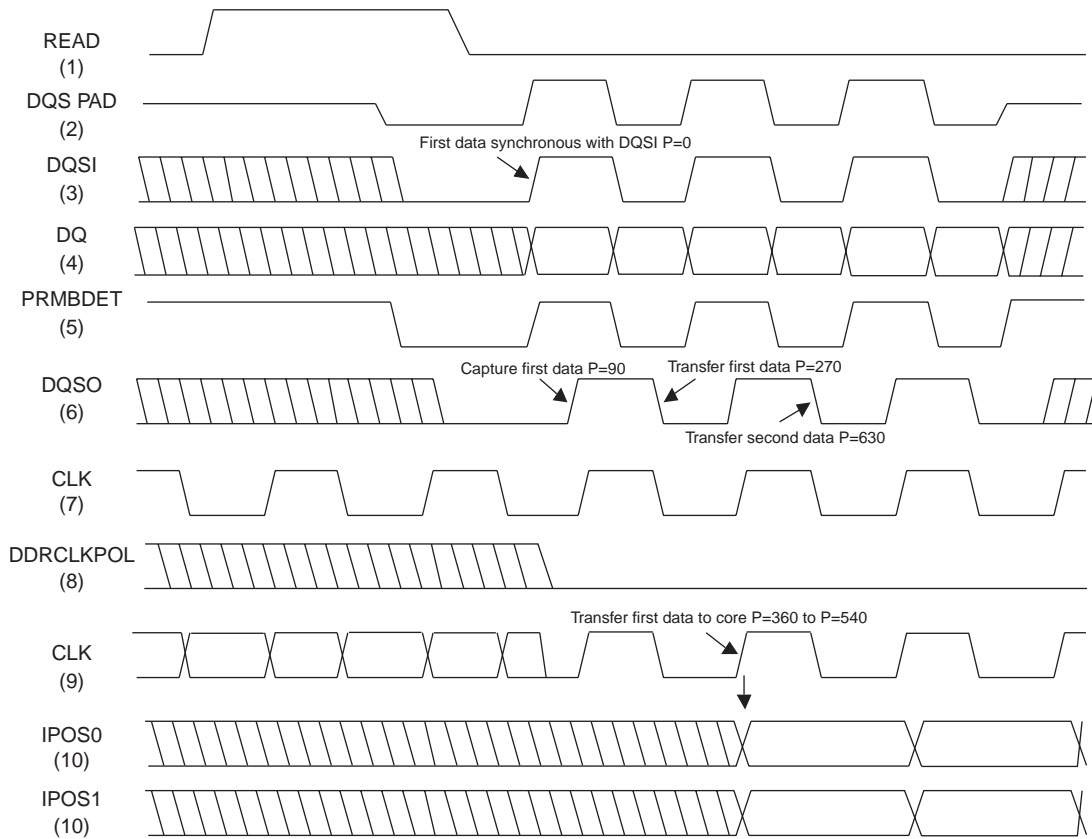 READ
(1)
DQS PAD
(2)
First data synchronous with DQSI P=0
DQSI
(3)
DQ
(4)
PRMBDET
(5)
Capture first data P=90
Transfer first data P=270
DQSO
(6)
Transfer second data P=630
CLK
(7)
DDRCLKPOL
(8)
Transfer first data to core P=360 to P=540
CLK
(9)
IPOS0
(10)
IPOS1
(10)